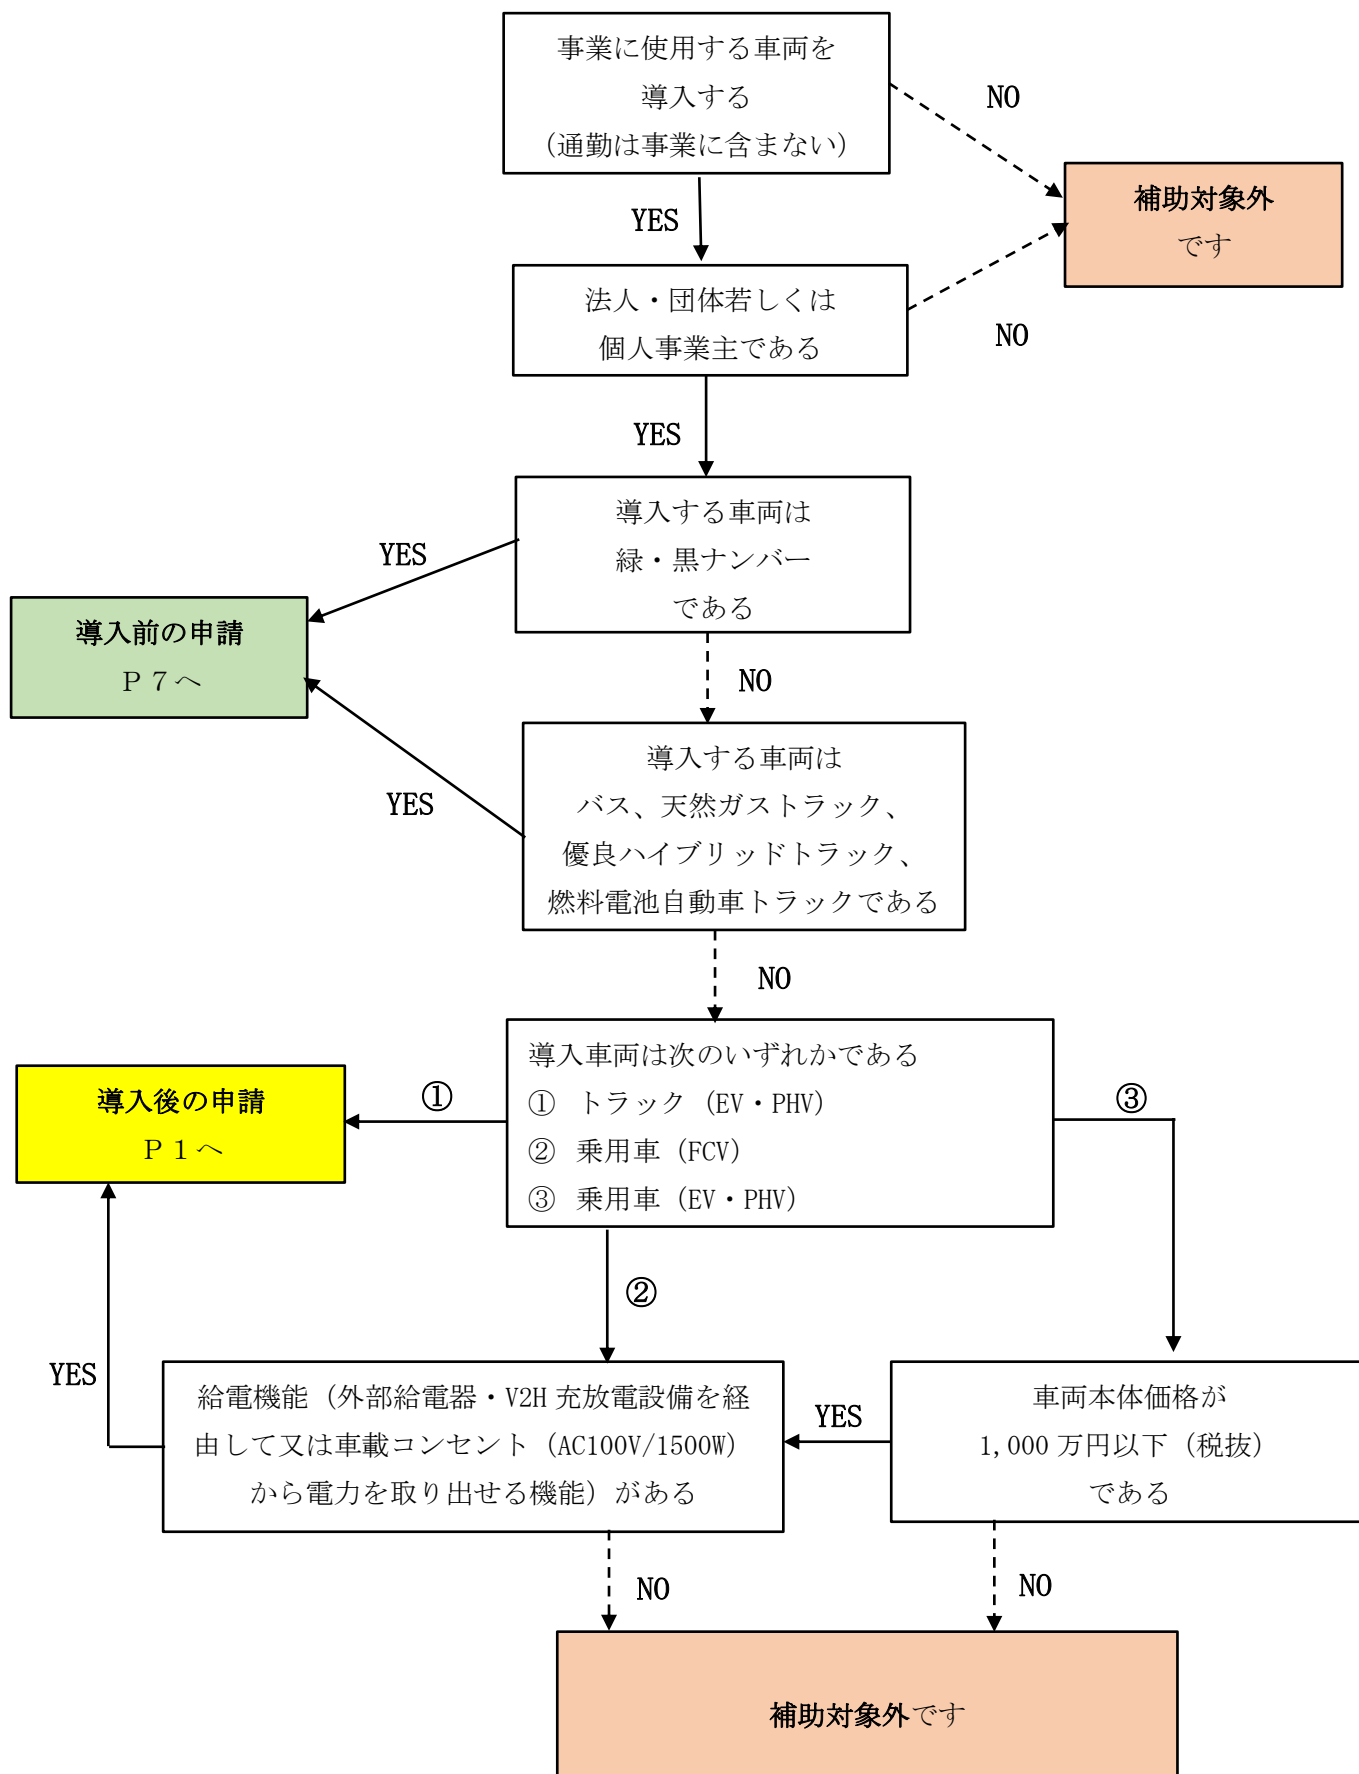 事業に使用する車両を
導入する
（通勤は事業に含まない）
NO
補助対象外
です
YES
法人・団体若しくは
個人事業主である
NO
YES
導入する車両は
緑・黒ナンバー
である
YES
導入前の申請
Ｐ７へ
NO
導入する車両は
バス、天然ガストラック、
優良ハイブリッドトラック、
燃料電池自動車トラックである
YES
NO
導入車両は次のいずれかである
① トラック（EV・PHV）
② 乗用車（FCV）
③ 乗用車（EV・PHV）
①
③
導入後の申請
Ｐ１へ
②
YES
給電機能（外部給電器・V2H 充放電設備を経
由して又は車載コンセント（AC100V/1500W）
から電力を取り出せる機能）がある
YES
車両本体価格が
1,000 万円以下（税抜）
である
NO
NO
補助対象外です